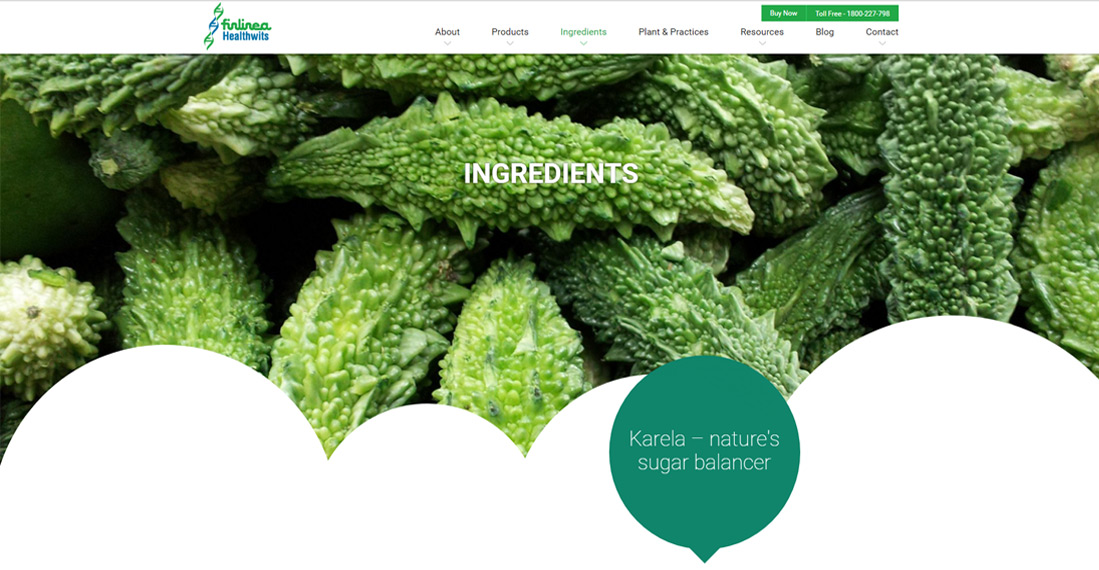 finlinea
Healthwits
Buy Now
Toll Free - 1800-227-798
About
Products
Ingredients
Plant & Practices
Resources
Blog
Contact
INGREDIENTS
Karela – nature's
sugar balancer